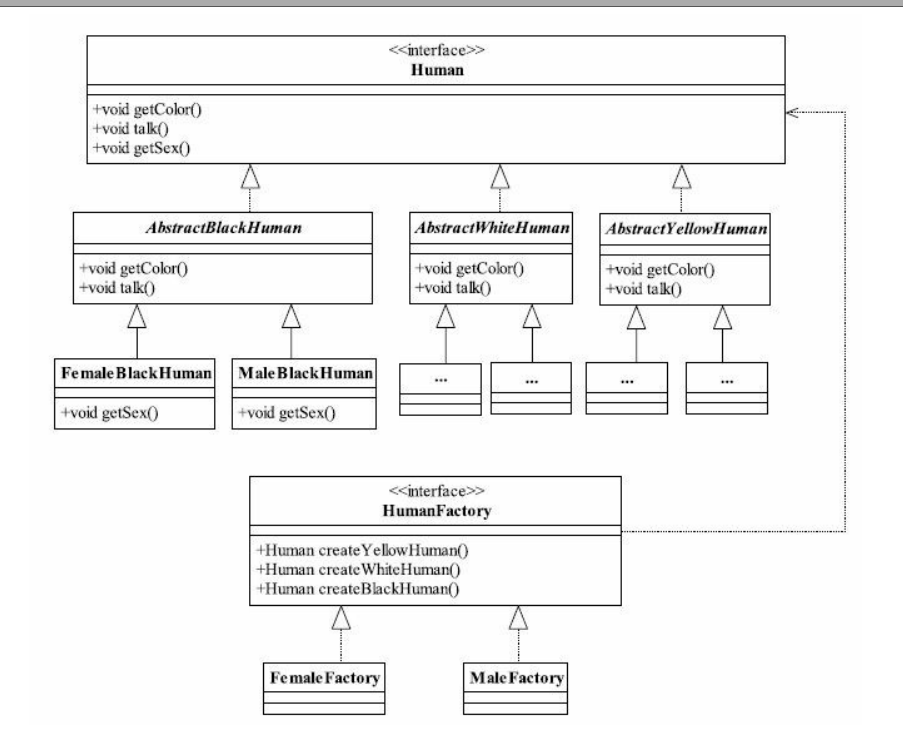 <<interface>>
Human
+void getColor()
+void talk()
+void getSex()
AbstractBlackHuman
+void getColor()
+void talk()
AbstractWhiteHuman
+void getColor()
+void talk()
AbstractYellowHuman
+void getColor()
+void talk()
FemaleBlackHuman
+void getSex()
MaleBlackHuman
+void getSex()
...
...
...
...
<<interface>>
HumanFactory
+Human createYellowHuman()
+Human createWhiteHuman()
+Human createBlackHuman()
FemaleFactory
MaleFactory